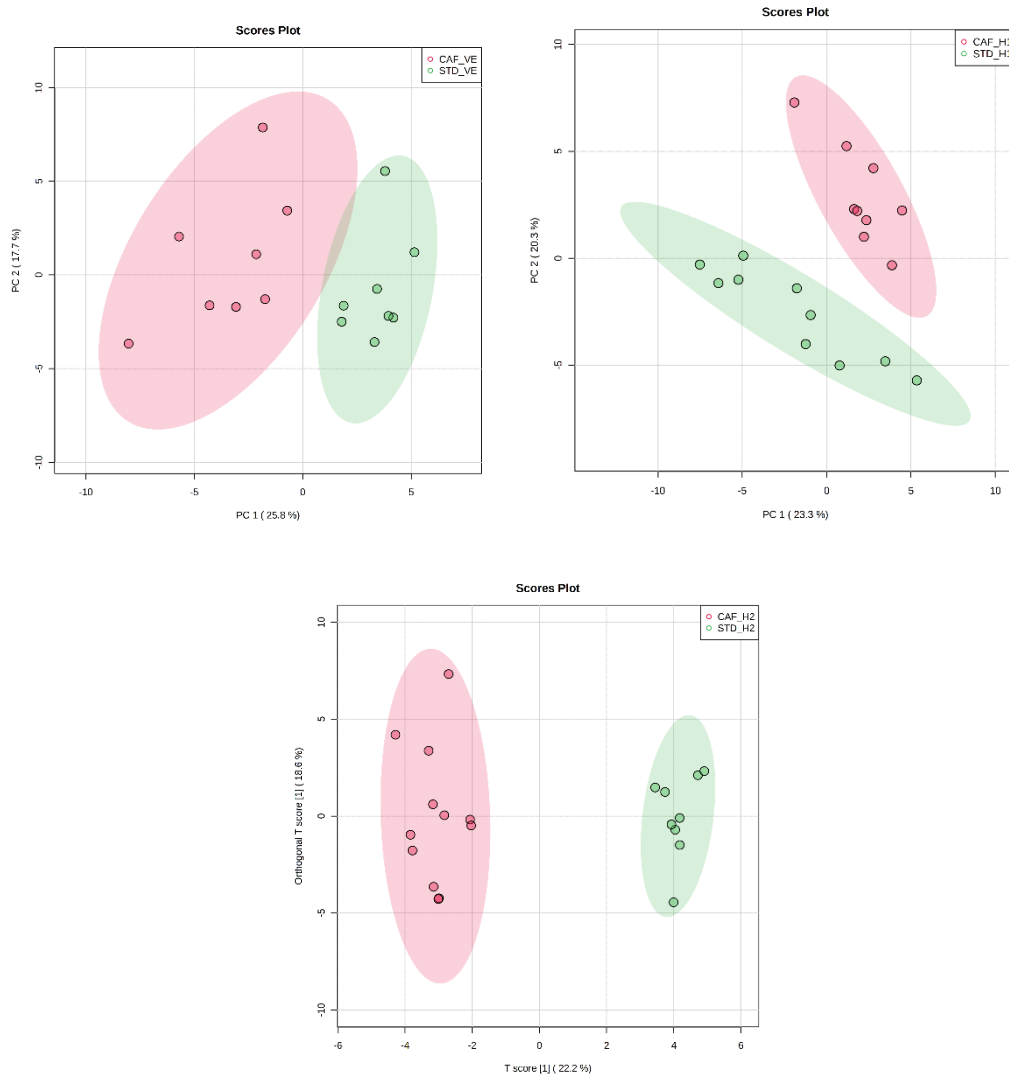 Scores Plot
CAF_VE
STD_VE
PC 2 ( 17.7 %)
10
5
0
-5
-10
-10
-5
0
5
PC 1 ( 25.8 %)
Scores Plot
CAF_H1
STD_H1
PC 2 ( 20.3 %)
10
5
0
-5
-10
-5
0
5
10
PC 1 ( 23.3 %)
Scores Plot
CAF_H2
STD_H2
Orthogonal T score [1] ( 18.6 %)
10
5
0
-5
-10
-6
-4
-2
0
2
4
6
T score [1] ( 22.2 %)